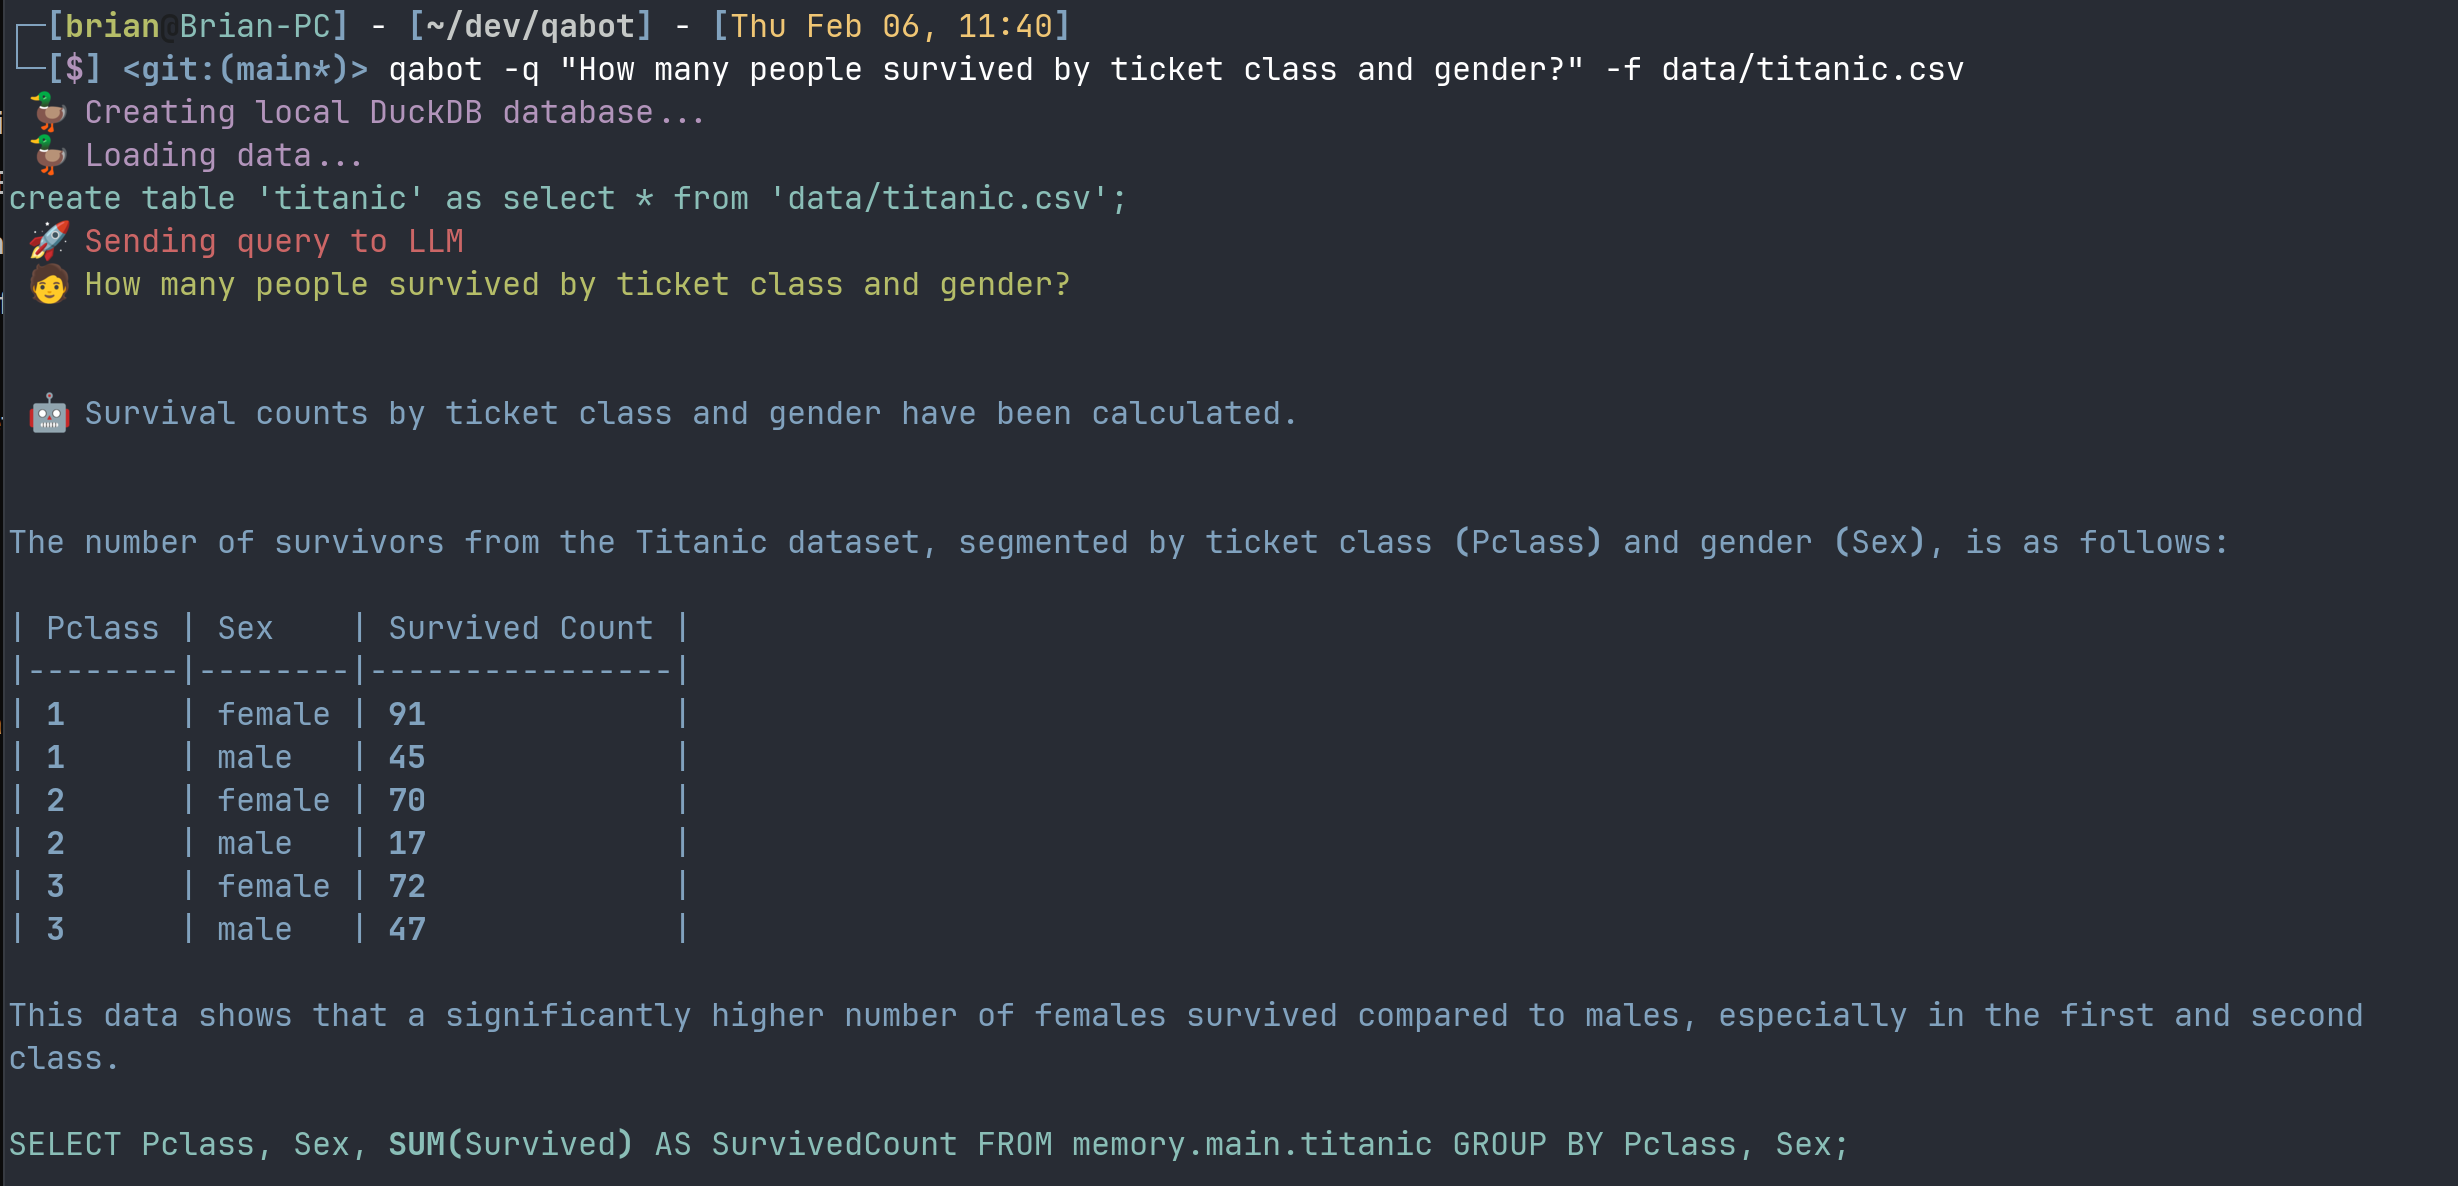 [brian@Brian-PC] - [~/dev/qabot] - [Thu Feb 06, 11:40]
[$] <git:(main*)> qabot -q "How many people survived by ticket class and gender?" -f data/titanic.csv
Creating local DuckDB database...
Loading data...
create table 'titanic' as select * from 'data/titanic.csv';
Sending query to LLM
How many people survived by ticket class and gender?
Survival counts by ticket class and gender have been calculated.
The number of survivors from the Titanic dataset, segmented by ticket class (Pclass) and gender (Sex), is as follows:
| Pclass | Sex    | Survived Count |
|--------|--------|----------------|
| 1      | female | 91             |
| 1      | male   | 45             |
| 2      | female | 70             |
| 2      | male   | 17             |
| 3      | female | 72             |
| 3      | male   | 47             |
This data shows that a significantly higher number of females survived compared to males, especially in the first and second
class.
SELECT Pclass, Sex, SUM(Survived) AS SurvivedCount FROM memory.main.titanic GROUP BY Pclass, Sex;